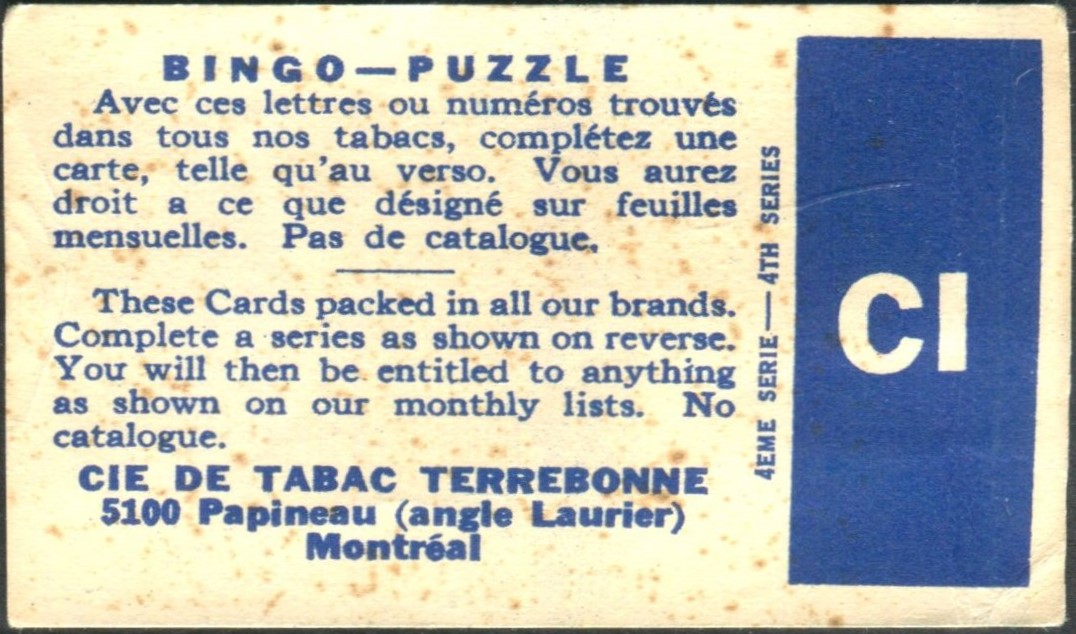 BINGO—PUZZLE
Avec ces lettres ou numéros trouvés
dans tous nos tabacs, complétez une
carte, telle qu'au verso. Vous aurez
droit a ce que désigné sur feuilles
mensuelles. Pas de catalogue.
These Cards packed in all our brands.
Complete a series as shown on reverse.
You will then be entitled to anything
as shown on our monthly lists. No
catalogue.
CIE DE TABAC TERREBONNE
5100 Papineau (angle Laurier)
Montréal
4EME SERIE—4TH SERIES
CI